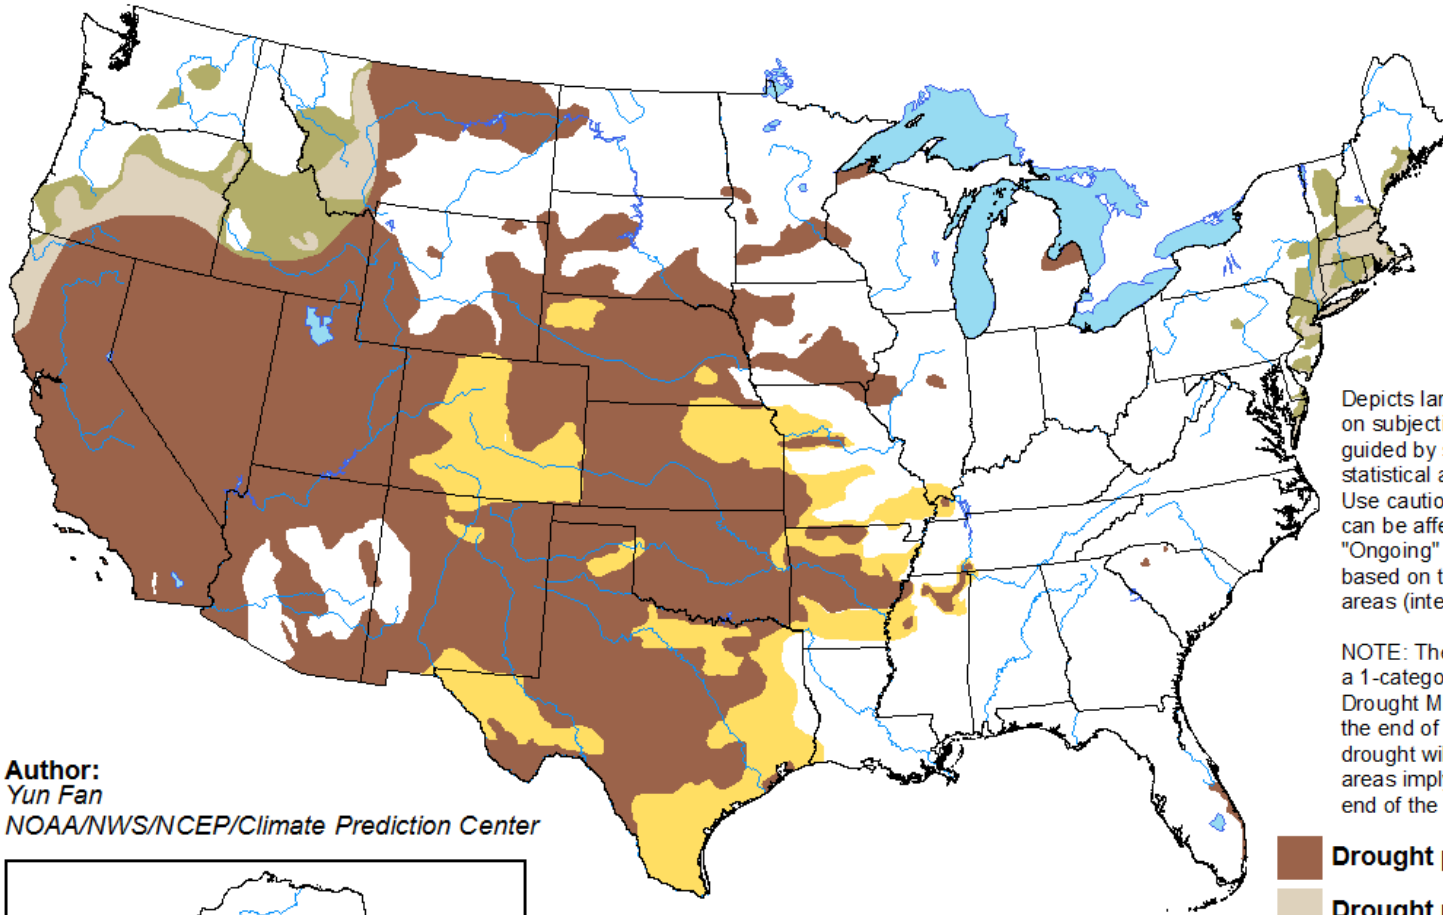 Depicts lar
on subjecti
guided by
statistical a
Use cautio
can be affe
"Ongoing"
based on t
areas (inte
NOTE: The
a 1-catego
Drought M
the end of
drought wi
areas imply
end of the
Author:
Yun Fan
NOAA/NWS/NCEP/Climate Prediction Center
Drought
Drought